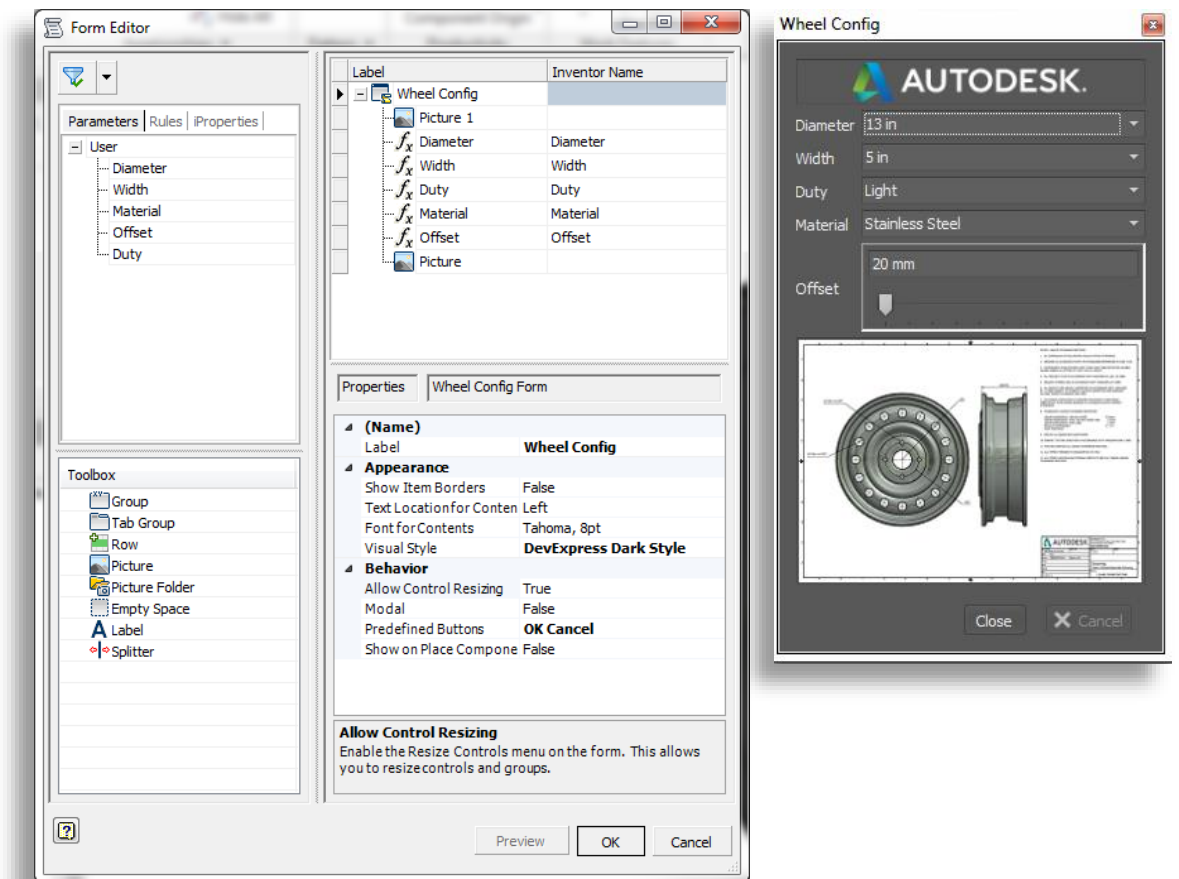 Form Editor
Parameters Rules iProperties
User
Diameter
Width
Material
Offset
Duty
Toolbox
Group
Tab Group
Row
Picture
Picture Folder
Empty Space
A Label
Splitter
Label Inventor Name
Wheel Config
Picture 1
fx Diameter Diameter
fx Width Width
fx Duty Duty
fx Material Material
fx Offset Offset
Picture
Properties Wheel Config Form
(Name)
Label Wheel Config
Appearance
Show Item Borders False
Text Location for Conten Left
Font for Contents Tahoma, 8pt
Visual Style DevExpress Dark Style
Behavior
Allow Control Resizing True
Modal False
Predefined Buttons OK Cancel
Show on Place Compone False
Allow Control Resizing
Enable the Resize Controls menu on the form. This allows
you to resize controls and groups.
Preview OK Cancel
Wheel Config
AUTODESK.
Diameter 13 in
Width 5 in
Duty Light
Material Stainless Steel
20 mm
Offset
AUTODESK
Close Cancel